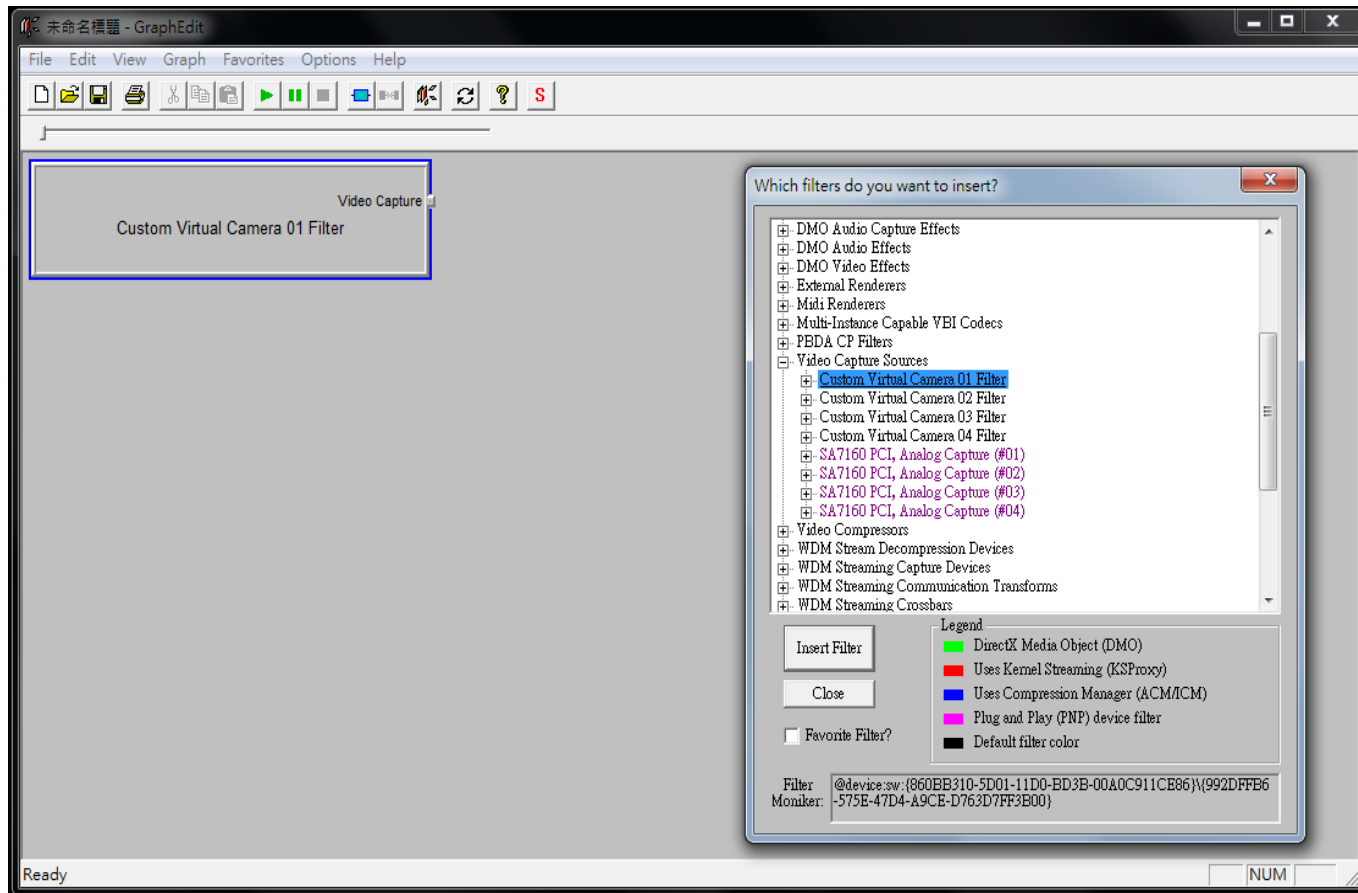 未命名標題 - GraphEdit
File Edit View Graph Favorites Options Help
S
Video Capture
Custom Virtual Camera 01 Filter
Which filters do you want to insert?
DMO Audio Capture Effects
DMO Audio Effects
DMO Video Effects
External Renderers
Midi Renderers
Multi-Instance Capable VBI Codecs
PBDA CP Filters
Video Capture Sources
Custom Virtual Camera 01 Filter
Custom Virtual Camera 02 Filter
Custom Virtual Camera 03 Filter
Custom Virtual Camera 04 Filter
SA7160 PCI, Analog Capture (#01)
SA7160 PCI, Analog Capture (#02)
SA7160 PCI, Analog Capture (#03)
SA7160 PCI, Analog Capture (#04)
Video Compressors
WDM Stream Decompression Devices
WDM Streaming Capture Devices
WDM Streaming Communication Transforms
WDM Streaming Crossbars
Insert Filter
Close
Favorite Filter?
Legend
DirectX Media Object (DMO)
Uses Kernel Streaming (KSProxy)
Uses Compression Manager (ACM/ICM)
Plug and Play (PNP) device filter
Default filter color
Filter Moniker:
@device:sw:{860BB310-5D01-11D0-BD3B-00A0C911CE86}\{992DFFB6
-575E-47D4-A9CE-D763D7FF3B00}
Ready
NUM